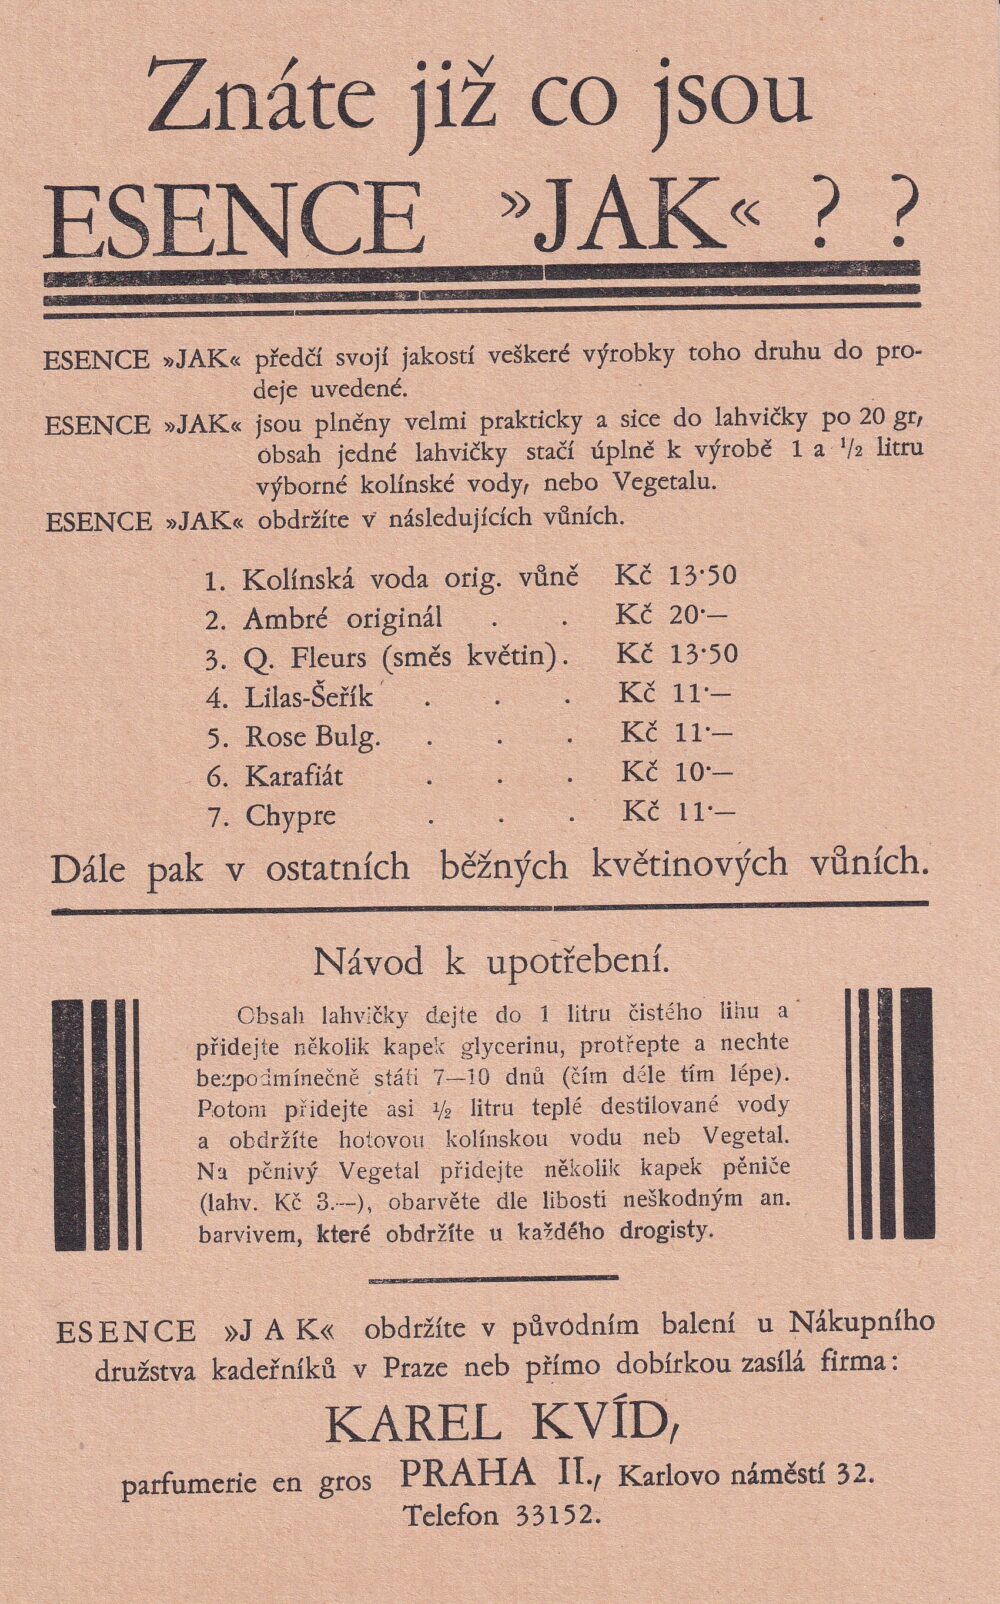 Znáte již co jsou
ESENCE »JAK« ? ?
ESENCE »JAK« předčí svojí jakostí veškeré výrobky toho druhu do pro-
deje uvedené.
ESENCE »JAK« jsou plněny velmi prakticky a sice do lahvičky po 20 gr,
obsah jedné lahvičky stačí úplně k výrobě 1 a ½ litru
výborné kolínské vody, nebo Vegetalu.
ESENCE »JAK« obdržíte v následujících vůních.
1. Kolínská voda orig. vůně Kč 13·50
2. Ambré originál . . Kč 20·—
3. Q. Fleurs (směs květin). Kč 13·50
4. Lilas-Šeřík . . . Kč 11·—
5. Rose Bulg. . . . Kč 11·—
6. Karafiát . . . Kč 10·—
7. Chypre . . . Kč 11·—
Dále pak v ostatních běžných květinových vůních.
Návod k upotřebení.
Obsah lahvičky dejte do 1 litru čistého lihu a
přidejte několik kapek glycerinu, protřepte a nechte
bezpodmínečně státi 7—10 dnů (čím déle tím lépe).
Potom přidejte asi ½ litru teplé destilované vody
a obdržíte hotovou kolínskou vodu neb Vegetal.
Na pěnivý Vegetal přidejte několik kapek pěniče
(lahv. Kč 3.—), obarvěte dle libosti neškodným an.
barvivem, které obdržíte u každého drogisty.
ESENCE »JAK« obdržíte v původním balení u Nákupního
družstva kadeřníků v Praze neb přímo dobírkou zasílá firma:
KAREL KVÍD,
parfumerie en gros PRAHA II., Karlovo náměstí 32.
Telefon 33152.